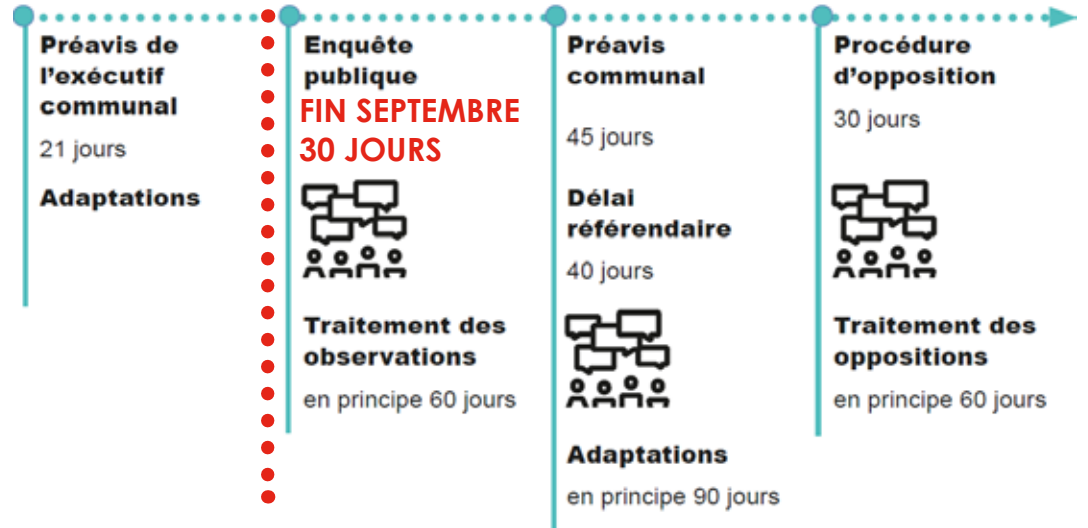 Préavis de
l'exécutif
communal
21 jours
Adaptations
Enquête
publique
FIN SEPTEMBRE
30 JOURS
Traitement des
observations
en principe 60 jours
Préavis
communal
45 jours
Délai
référendaire
40 jours
Adaptations
en principe 90 jours
Procédure
d'opposition
30 jours
Traitement des
oppositions
en principe 60 jours